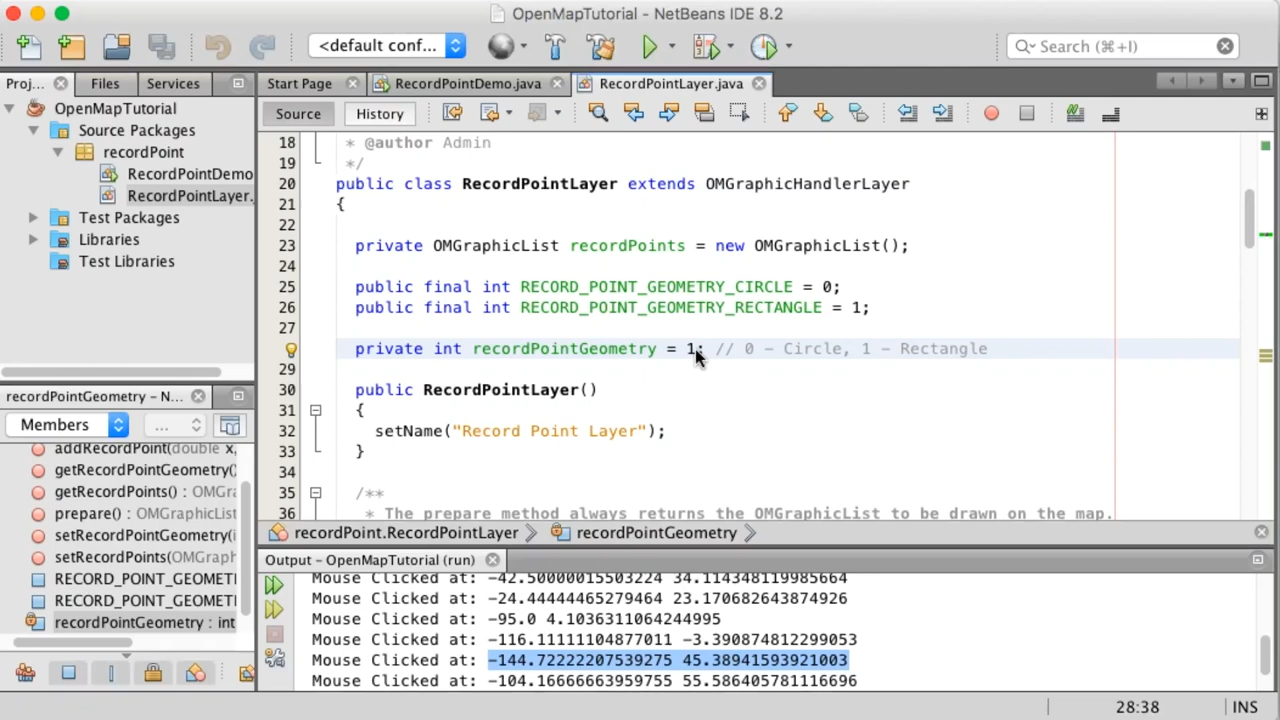 OpenMapTutorial - NetBeans IDE 8.2
<default conf...
Search (⌘+I)
Proj...
Files
Services
Start Page
RecordPointDemo.java
RecordPointLayer.java
Source
History
OpenMapTutorial
Source Packages
recordPoint
RecordPointDemo
RecordPointLayer.
Test Packages
Libraries
Test Libraries
18 * @author Admin
19 */
20 public class RecordPointLayer extends OMGraphicHandlerLayer
21 {
22
23 private OMGraphicList recordPoints = new OMGraphicList();
24
25 public final int RECORD_POINT_GEOMETRY_CIRCLE = 0;
26 public final int RECORD_POINT_GEOMETRY_RECTANGLE = 1;
27
28 private int recordPointGeometry = 1; // 0 - Circle, 1 - Rectangle
29
30 public RecordPointLayer()
31 {
32 setName("Record Point Layer");
33 }
34
35 /**
36 * The prepare method always returns the OMGraphicList to be drawn on the map.
recordPoint.RecordPointLayer
recordPointGeometry
recordPointGeometry - N...
Members
...
addRecordPoint(double x,
getRecordPointGeometry()
getRecordPoints() : OMGra
prepare() : OMGraphicList
setRecordPointGeometry(i
setRecordPoints(OMGraph
RECORD_POINT_GEOMETI
RECORD_POINT_GEOMETI
recordPointGeometry : int
Output - OpenMapTutorial (run)
Mouse Clicked at: -42.50000015503224 34.114348119985664
Mouse Clicked at: -24.44444465279464 23.170682643874926
Mouse Clicked at: -95.0 4.1036311064244995
Mouse Clicked at: -116.11111104877011 -3.390874812299053
Mouse Clicked at: -144.72222207539275 45.38941593921003
Mouse Clicked at: -104.16666663959755 55.586405781116696
28:38
INS